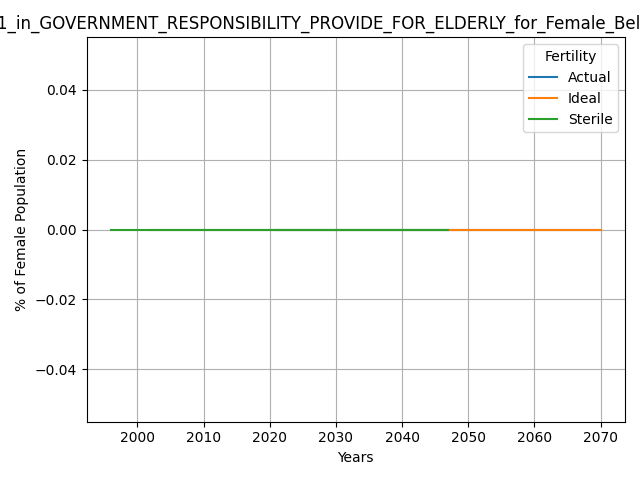 1_in_GOVERNMENT_RESPONSIBILITY_PROVIDE_FOR_ELDERLY_for_Female_Bel
Fertility
Actual
Ideal
Sterile
% of Female Population
0.04
0.02
0.00
−0.02
−0.04
2000 2010 2020 2030 2040 2050 2060 2070
Years